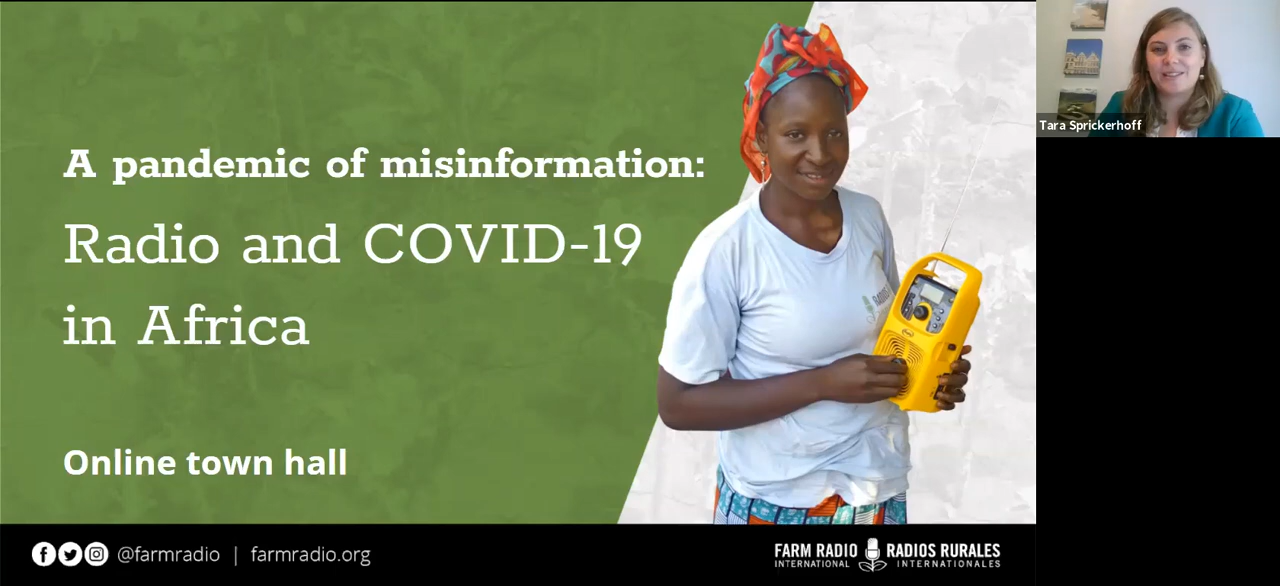 A pandemic of misinformation:
Radio and COVID-19
in Africa
Online town hall
@farmradio | farmradio.org
FARM RADIO
INTERNATIONAL
RADIOS RURALES
INTERNATIONALES
Tara Sprickerhoff